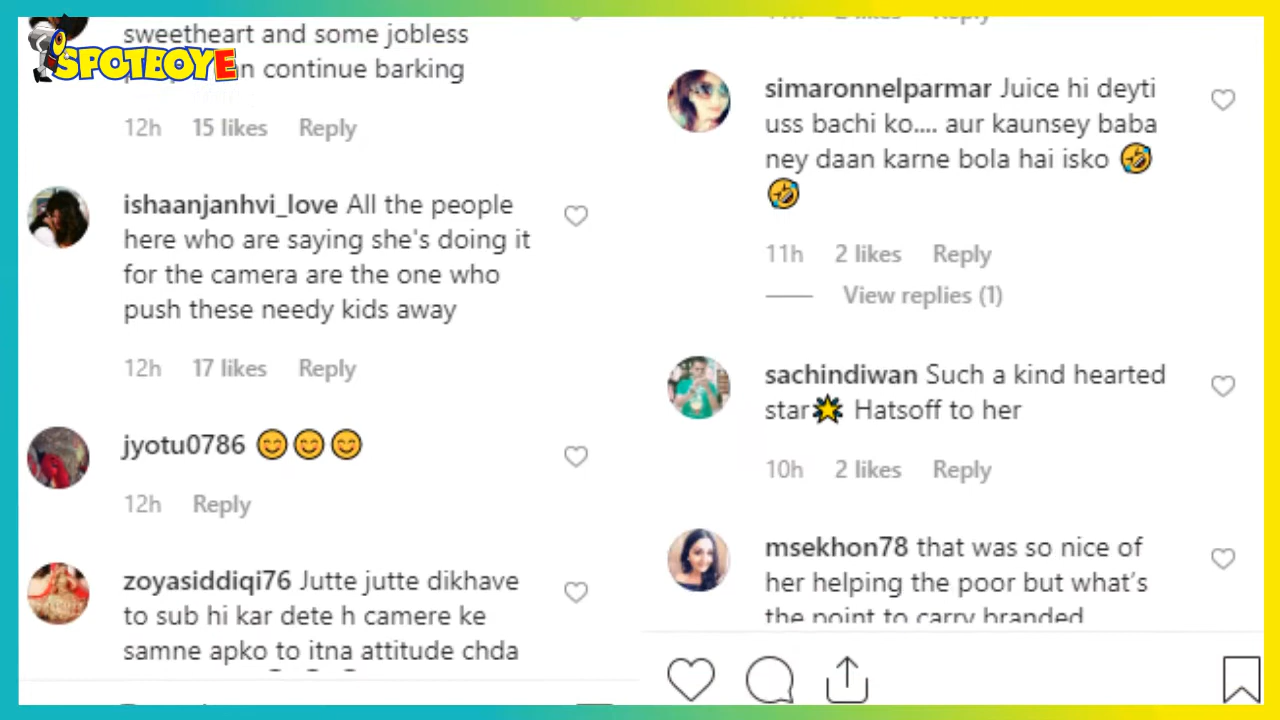 SPOTBOYE
sweetheart and some jobless
continue barking
12h 15 likes Reply
ishaanjanhvi_love All the people
here who are saying she's doing it
for the camera are the one who
push these needy kids away
12h 17 likes Reply
jyotu0786 😊😊😊
12h Reply
zoyasiddiqi76 Jutte jutte dikhave
to sub hi kar dete h camere ke
samne apko to itna attitude chda
simaronnelparmar Juice hi deyti
uss bachi ko.... aur kaunsey baba
ney daan karne bola hai isko 🤣
🤣
11h 2 likes Reply
View replies (1)
sachindiwan Such a kind hearted
star🌟 Hatsoff to her
10h 2 likes Reply
msekhon78 that was so nice of
her helping the poor but what's
the point to carry branded